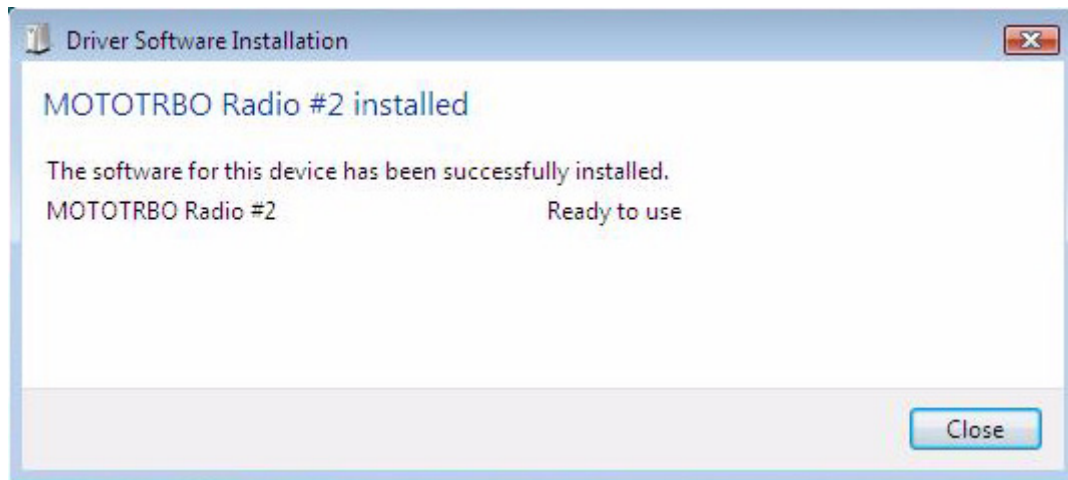 Driver Software Installation
MOTOTRBO Radio #2 installed
The software for this device has been successfully installed.
MOTOTRBO Radio #2 Ready to use
Close